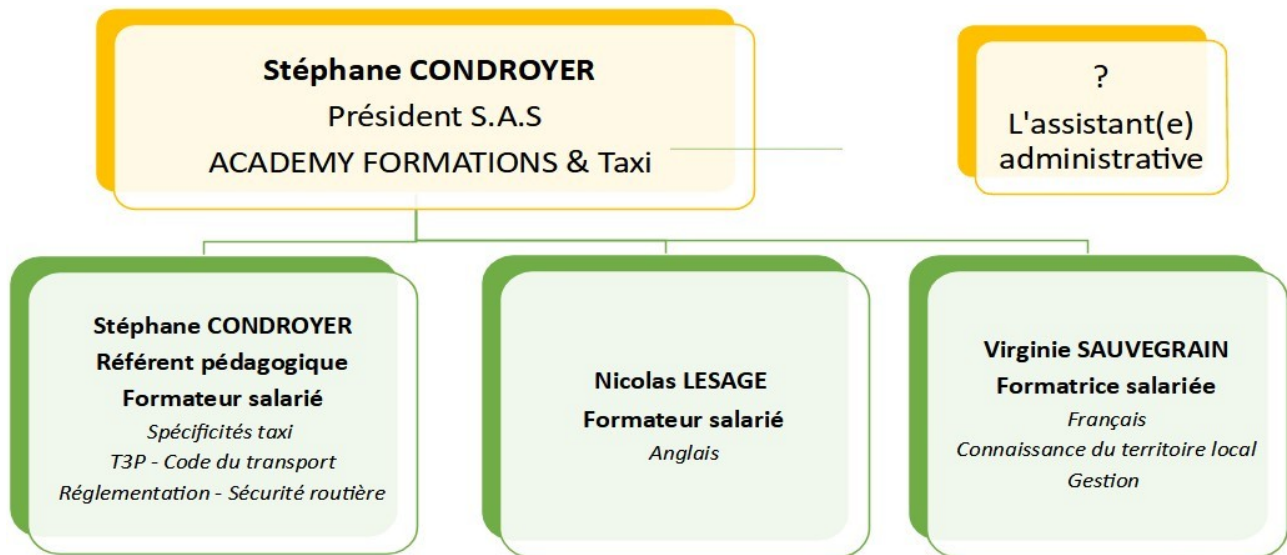 Stéphane CONDROYER
Président S.A.S
ACADEMY FORMATIONS & Taxi
?
L'assistant(e)
administrative
Stéphane CONDROYER
Référent pédagogique
Formateur salarié
Spécificités taxi
T3P - Code du transport
Réglementation - Sécurité routière
Nicolas LESAGE
Formateur salarié
Anglais
Virginie SAUVEGRAIN
Formatrice salariée
Français
Connaissance du territoire local
Gestion